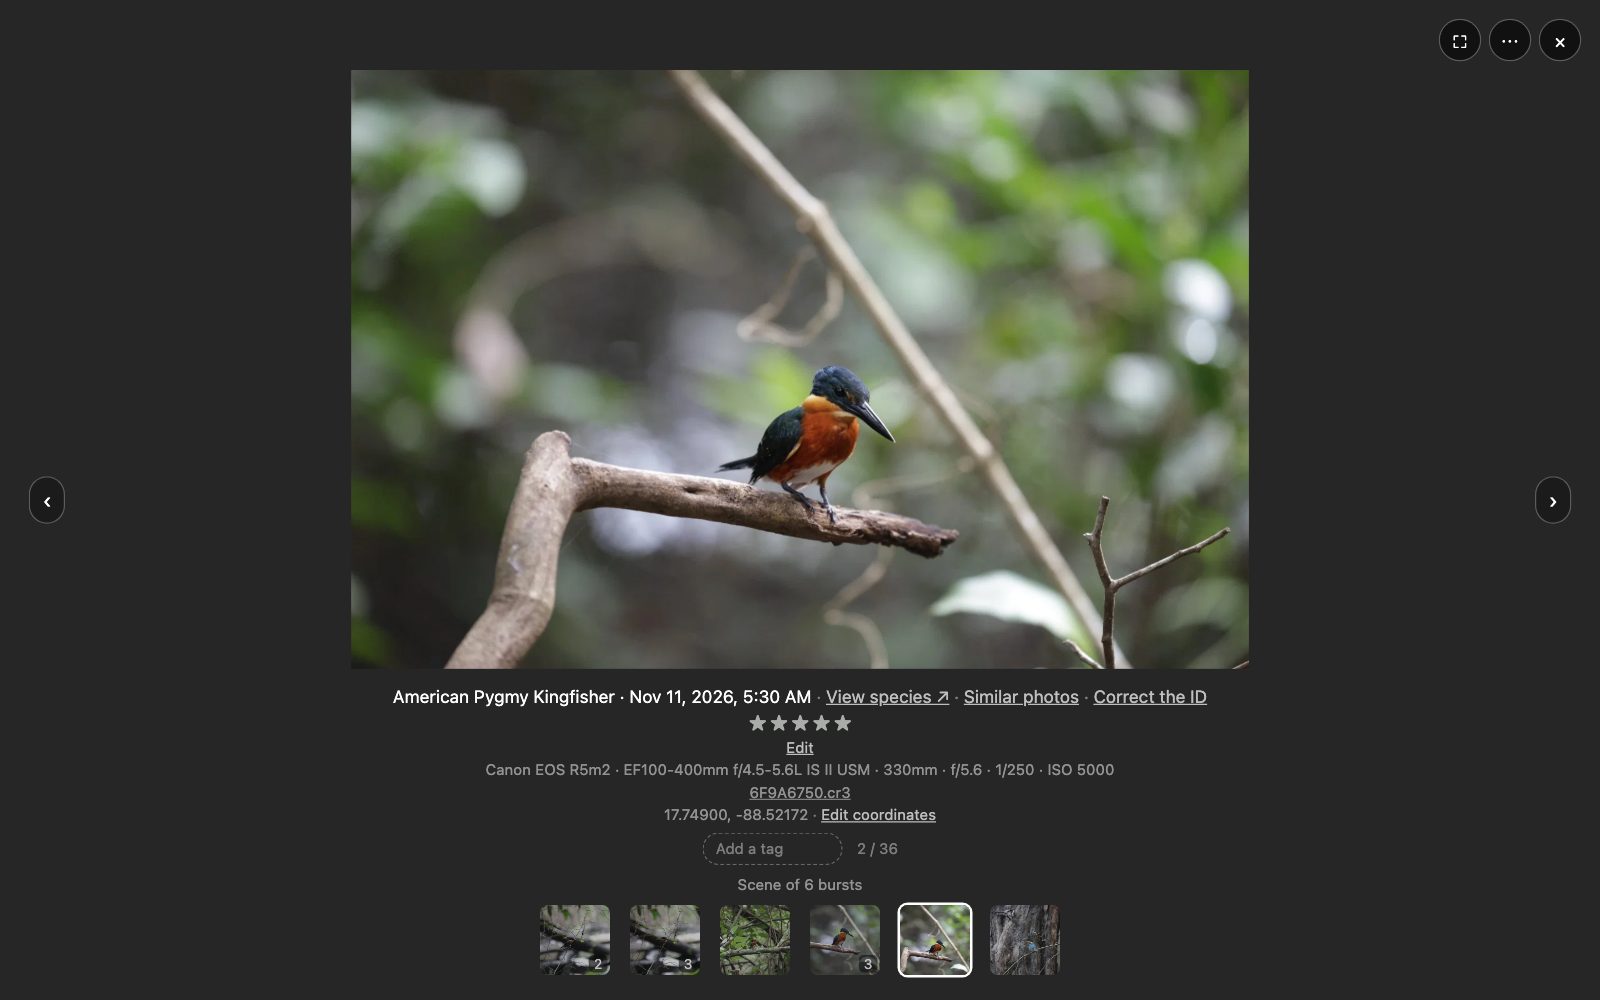 American Pygmy Kingfisher · Nov 11, 2026, 5:30 AM · View species ↗ · Similar photos · Correct the ID
Edit
Canon EOS R5m2 · EF100-400mm f/4.5-5.6L IS II USM · 330mm · f/5.6 · 1/250 · ISO 5000
6F9A6750.cr3
17.74900, -88.52172 · Edit coordinates
Add a tag 2 / 36
Scene of 6 bursts
2 3 3